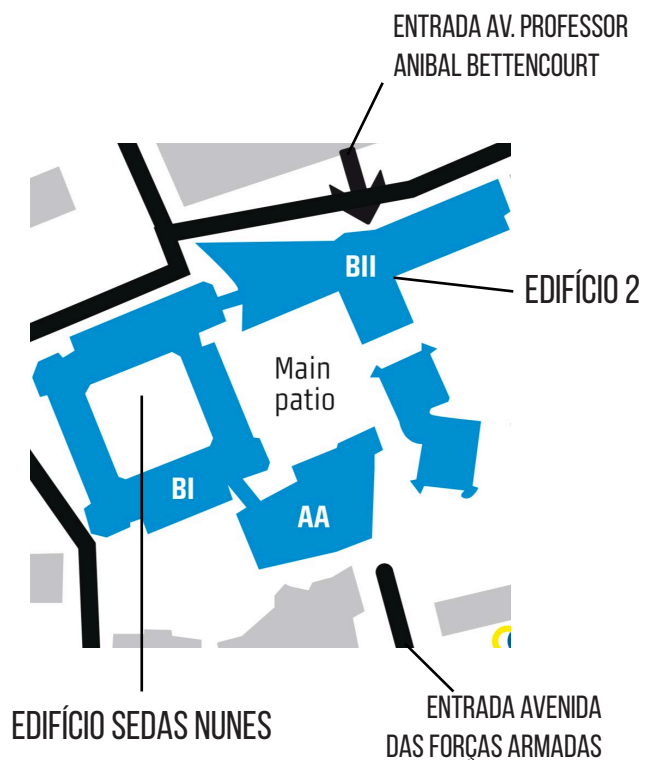 ENTRADA AV. PROFESSOR
ANIBAL BETTENCOURT
BII
EDIFÍCIO 2
Main
patio
BI
AA
EDIFÍCIO SEDAS NUNES
ENTRADA AVENIDA
DAS FORÇAS ARMADAS